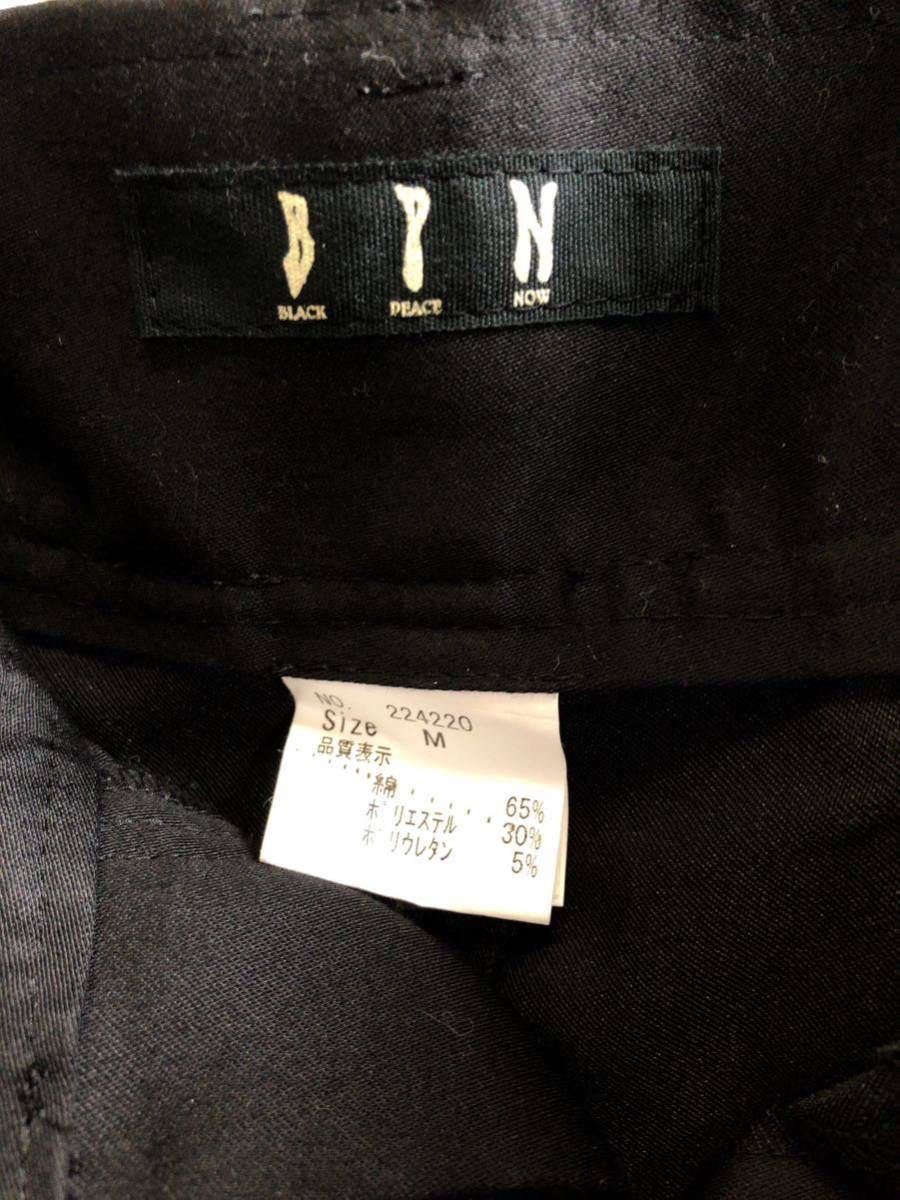 B P N
BLACK PEACE NOW
NO. 224220
Size M
品質表示
綿 65%
ポリエステル 30%
ポリウレタン 5%